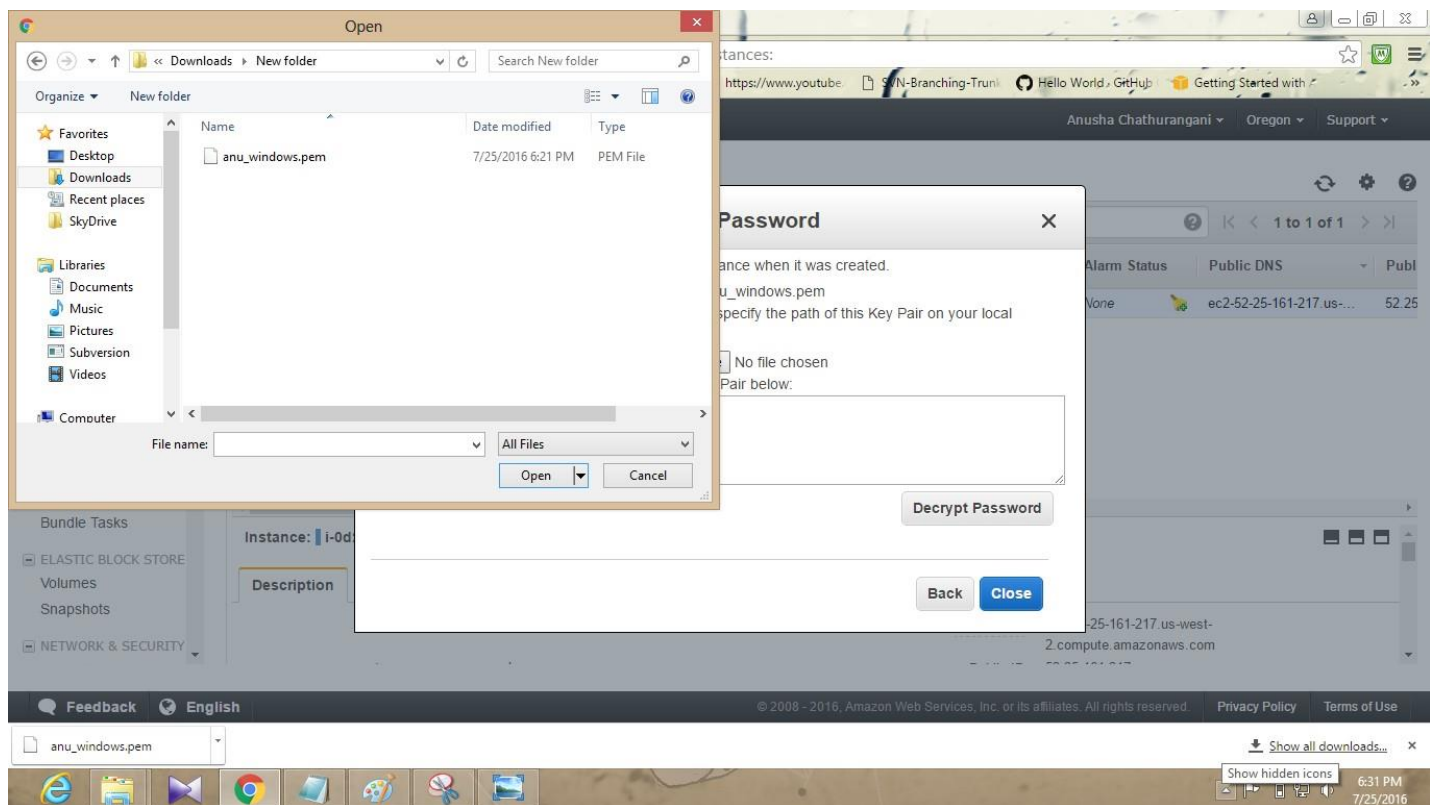 Open
« Downloads › New folder
Search New folder
Organize
New folder
Name
Date modified
Type
anu_windows.pem
7/25/2016 6:21 PM
PEM File
Favorites
Desktop
Downloads
Recent places
SkyDrive
Libraries
Documents
Music
Pictures
Subversion
Videos
Computer
File name:
All Files
Open
Cancel
tances:
https://www.youtube.
SVN-Branching-Trun
Hello World · GitHub
Getting Started with
Anusha Chathurangani
Oregon
Support
1 to 1 of 1
Alarm Status
Public DNS
Publ
None
ec2-52-25-161-217.us-...
52.25
Password
ance when it was created.
u_windows.pem
specify the path of this Key Pair on your local
No file chosen
Pair below:
Decrypt Password
Back
Close
Bundle Tasks
ELASTIC BLOCK STORE
Volumes
Snapshots
NETWORK & SECURITY
Instance: i-0d
Description
-25-161-217.us-west-
2.compute.amazonaws.com
Feedback
English
© 2008 - 2016, Amazon Web Services, Inc. or its affiliates. All rights reserved.
Privacy Policy
Terms of Use
anu_windows.pem
Show all downloads...
Show hidden icons
6:31 PM
7/25/2016